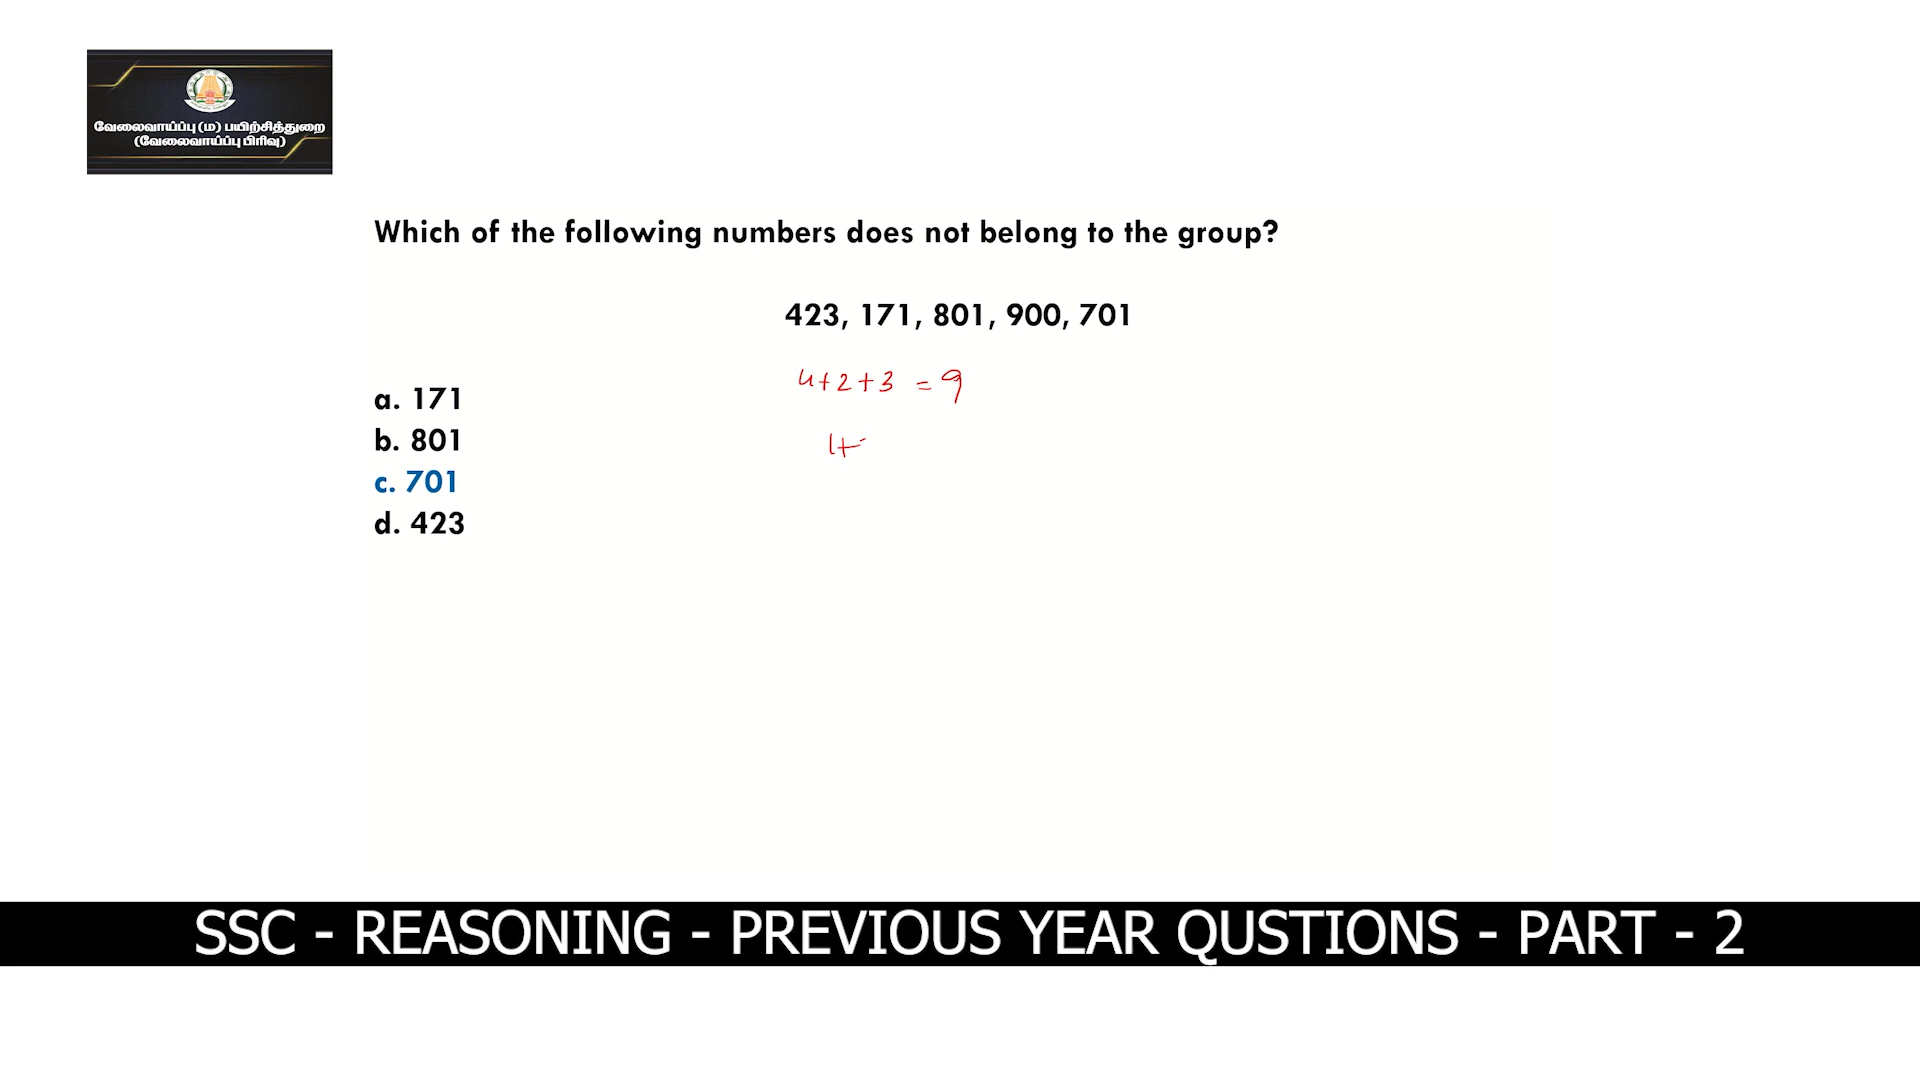 வேலைவாய்ப்பு (ம) பயிற்சித்துறை
(வேலைவாய்ப்பு பிரிவு)
Which of the following numbers does not belong to the group?
423, 171, 801, 900, 701
4+2+3 = 9
1+
a. 171
b. 801
c. 701
d. 423
SSC - REASONING - PREVIOUS YEAR QUSTIONS - PART - 2